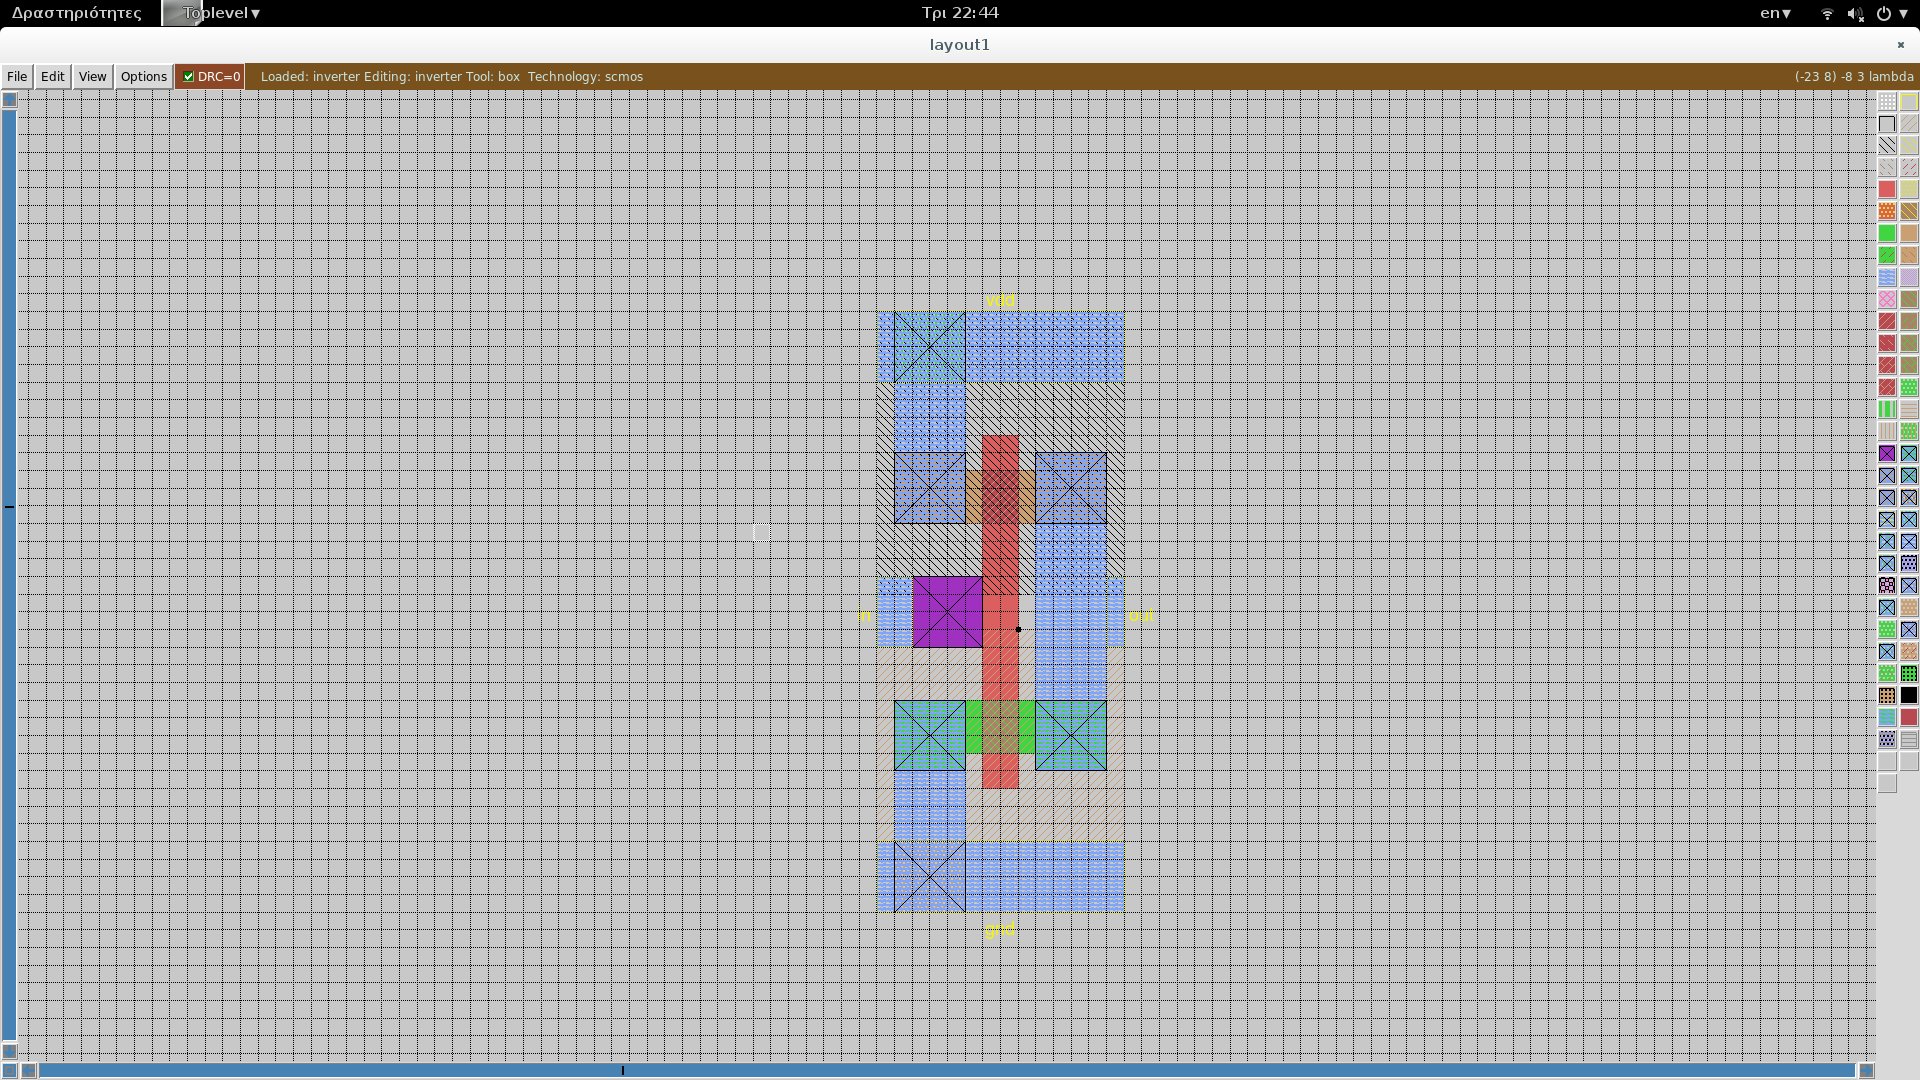 Δραστηριότητες Toplevel Τρι 22:44 en
layout1
File Edit View Options DRC=0 Loaded: inverter Editing: inverter Tool: box Technology: scmos (-23 8) -8 3 lambda
vdd
in out
gnd